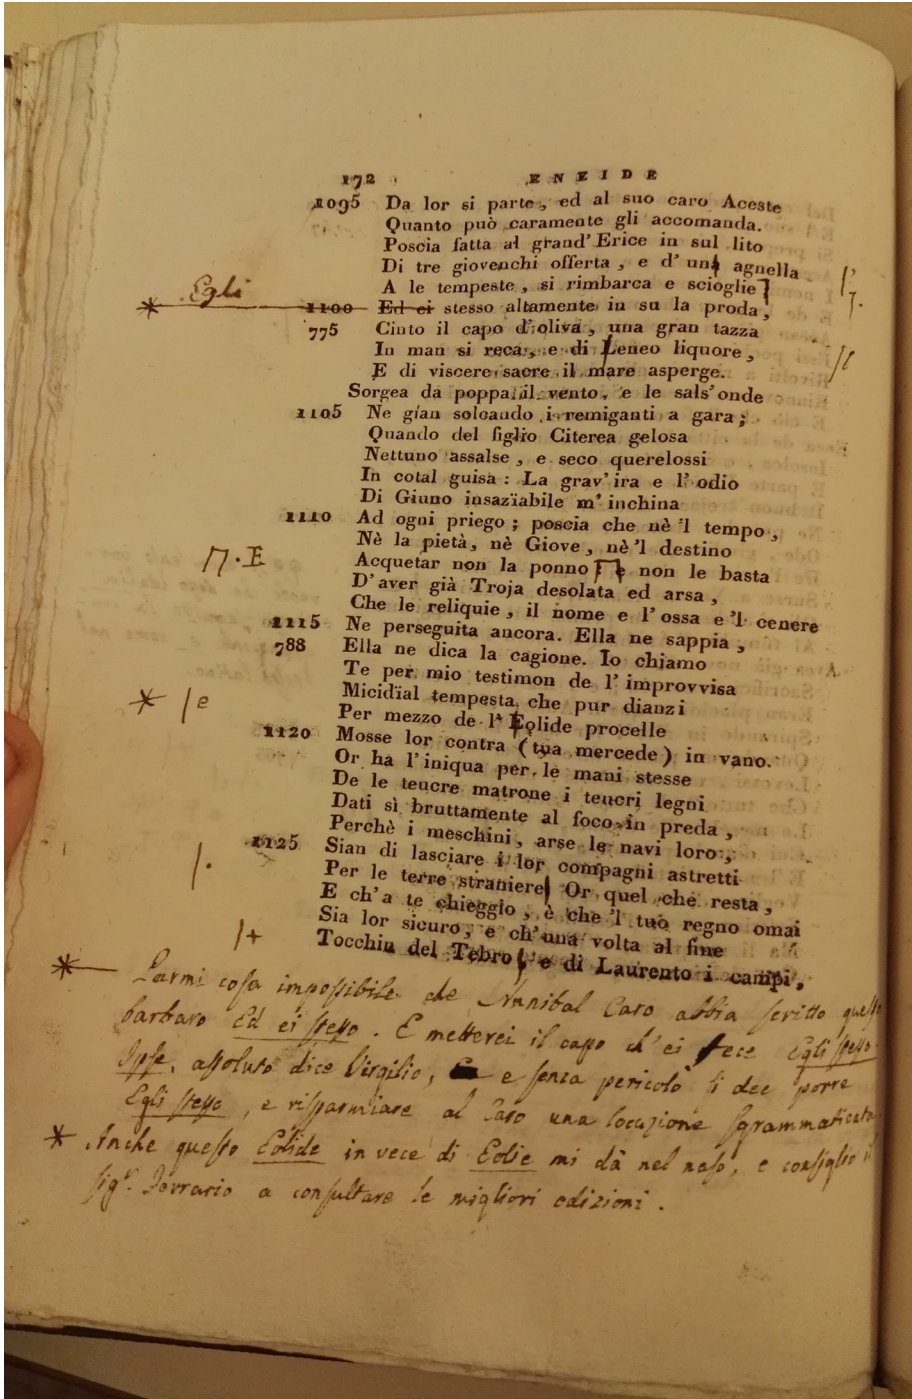 172 ENEIDE
1095 Da lor si parte, ed al suo caro Aceste
Quanto può caramente gli accomanda.
Poscia fatta al grand' Erice in sul lito
Di tre giovenchi offerta, e d' una agnella
A le tempeste, si rimbarca e scioglie
Egli
1100 Ed ei stesso altamente in su la proda,
775 Cinto il capo d'oliva, una gran tazza
In man si reca, e di Leneo liquore,
E di viscere sacre il mare asperge.
Sorgea da poppa il vento, e le sals' onde
1105 Ne gían solcando i remiganti a gara;
Quando del figlio Citerea gelosa
Nettuno assalse, e seco querelossi
In cotal guisa: La grav' ira e l' odio
Di Giuno insazïabile m' inchina
1110 Ad ogni priego; poscia che nè 'l tempo,
Nè la pietà, nè Giove, nè 'l destino
Acquetar non la ponno e non le basta
D' aver già Troja desolata ed arsa,
Che le reliquie, il nome e l' ossa e 'l cenere
1115 Ne perseguita ancora. Ella ne sappia,
788 Ella ne dica la cagione. Io chiamo
Te per mio testimon de l' improvvisa
Micidïal tempesta che pur dianzi
Per mezzo de l' Eolide procelle
1120 Mosse lor contra (tua mercede) in vano.
Or ha l' iniqua per le mani stesse
De le teucre matrone i teucri legni
Dati sì bruttamente al foco in preda,
Perchè i meschini, arse le navi loro,
1125 Sian di lasciare i lor compagni astretti
Per le terre straniere Or quel che resta,
E ch' a te chieggio, è che 'l tuo regno omai
Sia lor sicuro, e ch' una volta al fine
Tocchin del Tebro e di Laurento i campi,
Parmi cosa impossibile che Annibal Caro abbia scritto questo
barbaro Ed ei stesso. E metterei il capo ch' ei fece Egli stesso.
Ipse, assoluto dice Virgilio, e senza pericolo si dee porre
Egli stesso, e risparmiare al Caro una locuzione sgrammaticata
Anche questo Eolide in vece di Eolie mi dà nel naso, e consiglio il
sig.r Ferrario a consultare le migliori edizioni.